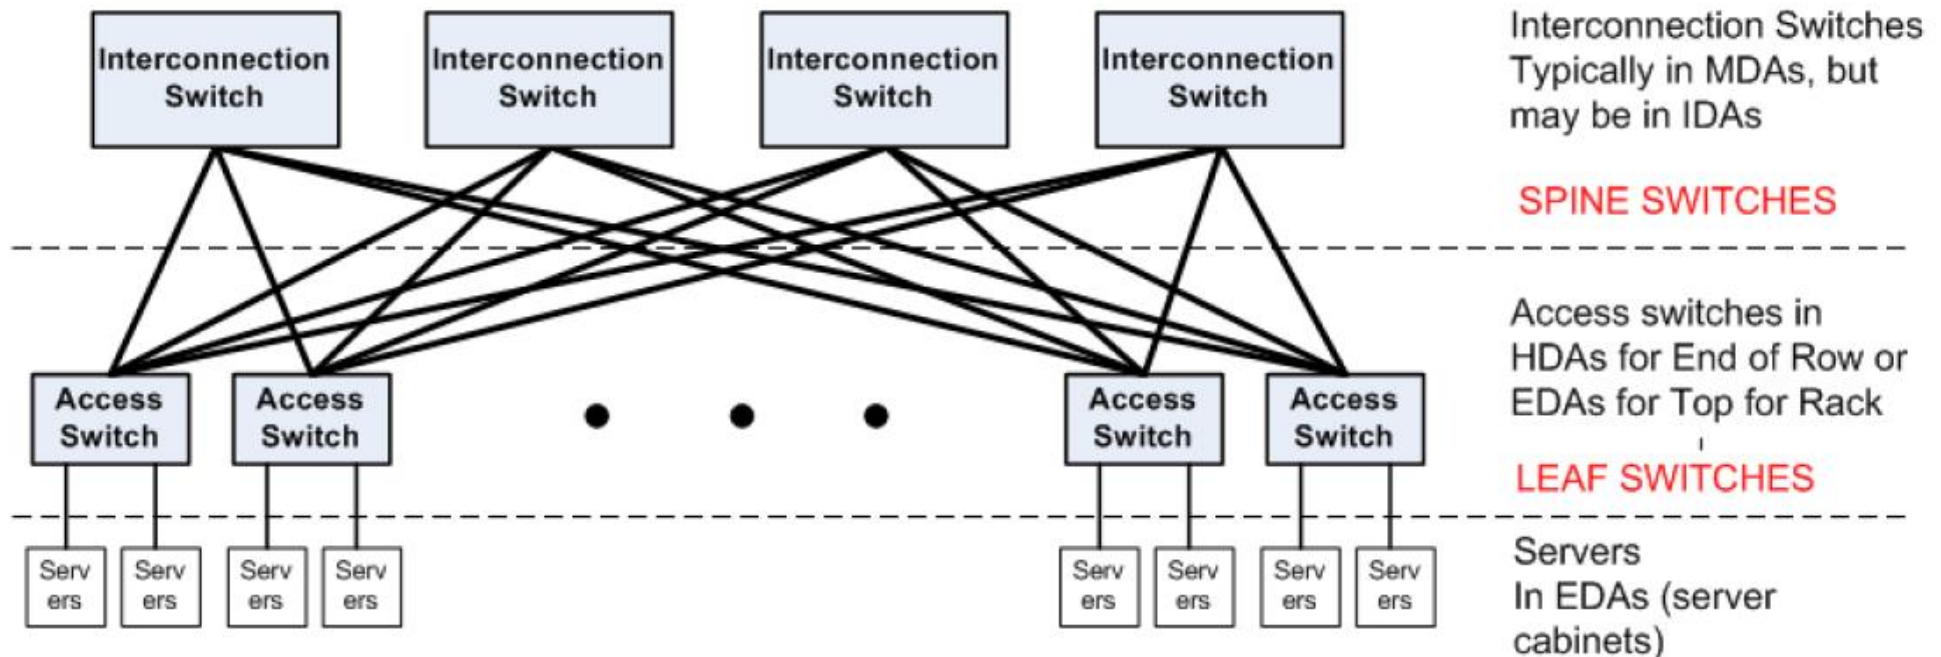 Interconnection
Switch
Interconnection
Switch
Interconnection
Switch
Interconnection
Switch
Interconnection Switches
Typically in MDAs, but
may be in IDAs
SPINE SWITCHES
Access
Switch
Access
Switch
Access
Switch
Access
Switch
Access switches in
HDAs for End of Row or
EDAs for Top for Rack
LEAF SWITCHES
Serv
ers
Serv
ers
Serv
ers
Serv
ers
Serv
ers
Serv
ers
Serv
ers
Serv
ers
Servers
In EDAs (server
cabinets)